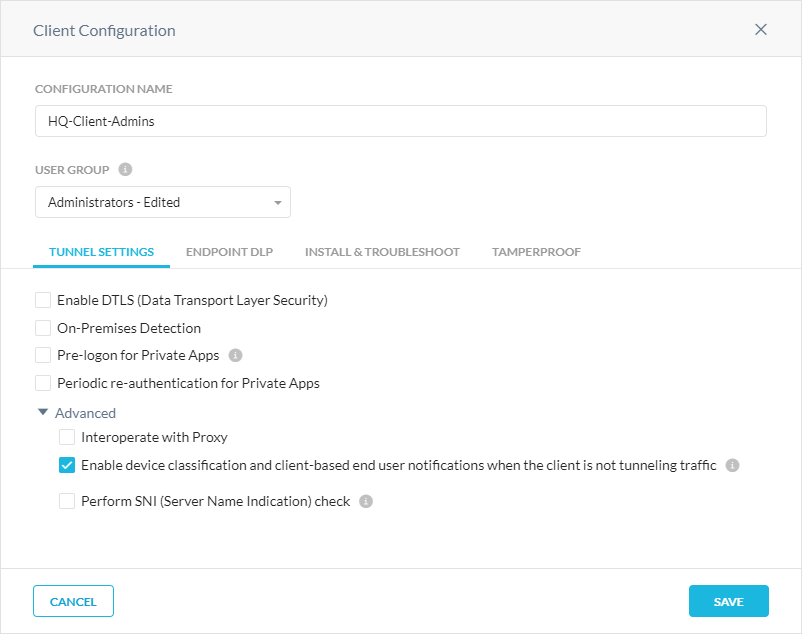 Client Configuration
CONFIGURATION NAME
HQ-Client-Admins
USER GROUP
Administrators - Edited
TUNNEL SETTINGS ENDPOINT DLP INSTALL & TROUBLESHOOT TAMPERPROOF
Enable DTLS (Data Transport Layer Security)
On-Premises Detection
Pre-logon for Private Apps
Periodic re-authentication for Private Apps
Advanced
Interoperate with Proxy
Enable device classification and client-based end user notifications when the client is not tunneling traffic
Perform SNI (Server Name Indication) check
CANCEL SAVE